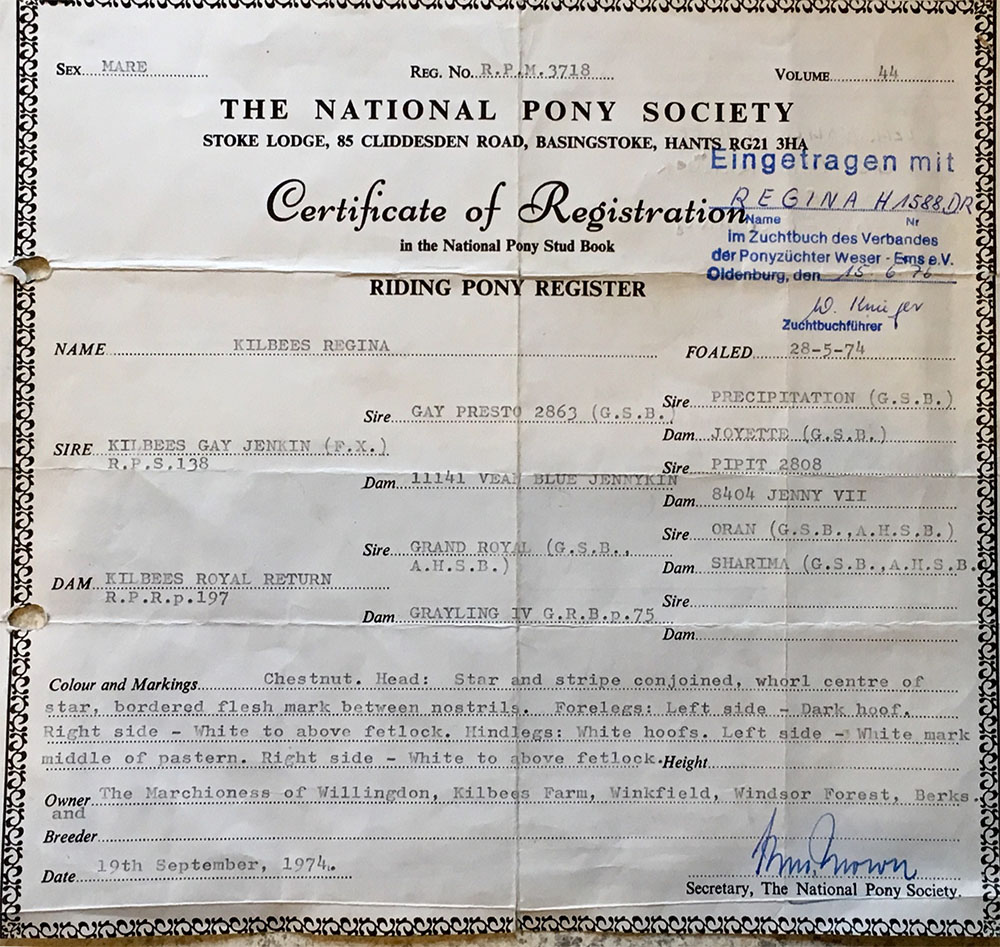 SEX MARE REG. NO. R.P.M.3718 VOLUME 44
THE NATIONAL PONY SOCIETY
STOKE LODGE, 85 CLIDDESDEN ROAD, BASINGSTOKE, HANTS RG21 3HA
Eingetragen mit
Certificate of Registration
REGINA H 1588 DR
Name Nr
in the National Pony Stud Book
im Zuchtbuch des Verbandes
der Ponyzüchter Weser - Ems e.V.
Oldenburg, den 15. 6 76
RIDING PONY REGISTER
Zuchtbuchführer
NAME KILBEES REGINA FOALED 28-5-74
Sire PRECIPITATION (G.S.B.)
Sire GAY PRESTO 2863 (G.S.B.)
Dam JOYETTE (G.S.B.)
SIRE KILBEES GAY JENKIN (F.X.)
R.P.S.138
Sire PIPIT 2808
Dam 11141 VEAN BLUE JENNYKIN
Dam 8404 JENNY VII
Sire ORAN (G.S.B.,A.H.S.B.)
Sire GRAND ROYAL (G.S.B.,
A.H.S.B.)
Dam SHARIMA (G.S.B.,A.H.S.B.
DAM KILBEES ROYAL RETURN
R.P.R.p.197
Sire
Dam GRAYLING IV G.R.B.p.75
Dam
Colour and Markings Chestnut. Head: Star and stripe conjoined, whorl centre of
star, bordered flesh mark between nostrils. Forelegs: Left side - Dark hoof.
Right side - White to above fetlock. Hindlegs: White hoofs. Left side - White mark
middle of pastern. Right side - White to above fetlock. Height
Owner The Marchioness of Willingdon, Kilbees Farm, Winkfield, Windsor Forest, Berks.
and
Breeder
Date 19th September, 1974.
Secretary, The National Pony Society.